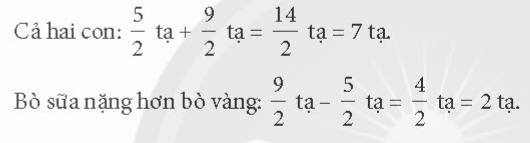 Cả hai con: 5/2 tạ + 9/2 tạ = 14/2 tạ = 7 tạ.
Bò sữa nặng hơn bò vàng: 9/2 tạ – 5/2 tạ = 4/2 tạ = 2 tạ.